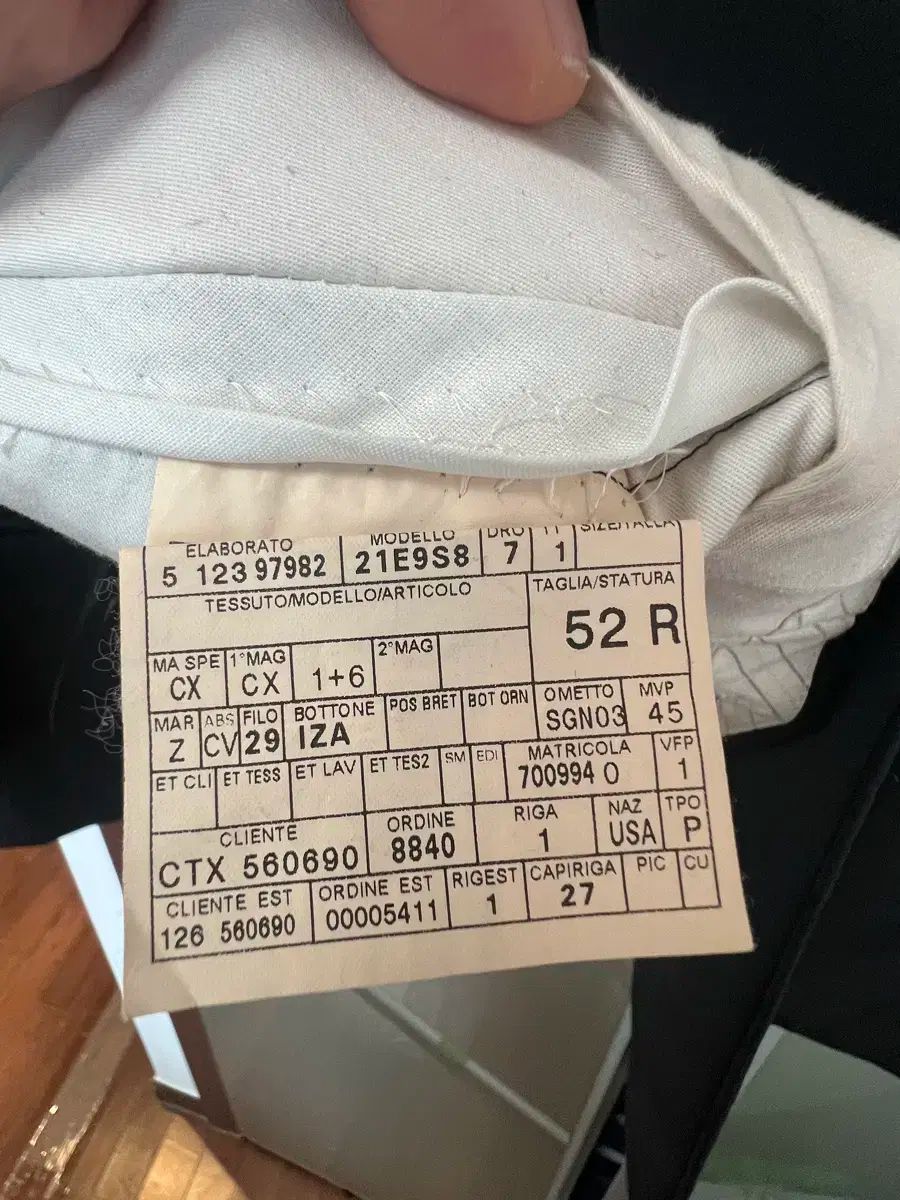 ELABORATO MODELLO DRO SIZE/TALLA
5 123 97982 21E9S8 7 1
TESSUTO/MODELLO/ARTICOLO TAGLIA/STATURA
52 R
MA SPE 1°MAG 2°MAG
CX CX 1+6
MAR ABS FILO BOTTONE POS BRET BOT ORN OMETTO MVP
Z CV 29 IZA SGN03 45
ET CLI ET TESS ET LAV ET TES2 SM EDI MATRICOLA VFP
700994 0 1
CLIENTE ORDINE RIGA NAZ TPO
CTX 560690 8840 1 USA P
CLIENTE EST ORDINE EST RIGEST CAPIRIGA PIC CU
126 560690 00005411 1 27